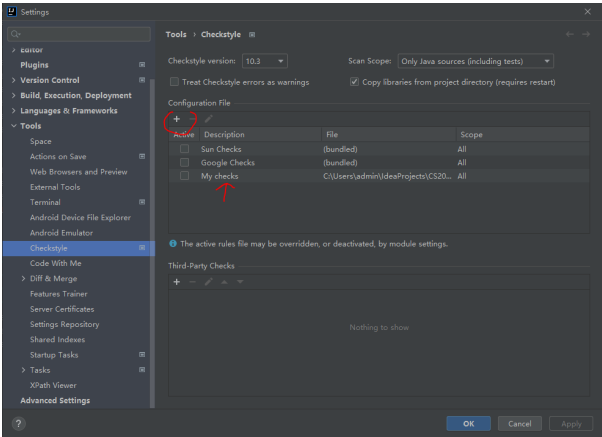 Settings
Editor
Plugins
Version Control
Build, Execution, Deployment
Languages & Frameworks
Tools
Space
Actions on Save
Web Browsers and Preview
External Tools
Terminal
Android Device File Explorer
Android Emulator
Checkstyle
Code With Me
Diff & Merge
Features Trainer
Server Certificates
Settings Repository
Shared Indexes
Startup Tasks
Tasks
XPath Viewer
Advanced Settings
Tools › Checkstyle
Checkstyle version: 10.3 Scan Scope: Only Java sources (including tests)
Treat Checkstyle errors as warnings Copy libraries from project directory (requires restart)
Configuration File
Active Description File Scope
Sun Checks (bundled) All
Google Checks (bundled) All
My checks C:\Users\admin\IdeaProjects\CS20... All
The active rules file may be overridden, or deactivated, by module settings.
Third-Party Checks
Nothing to show
? OK Cancel Apply